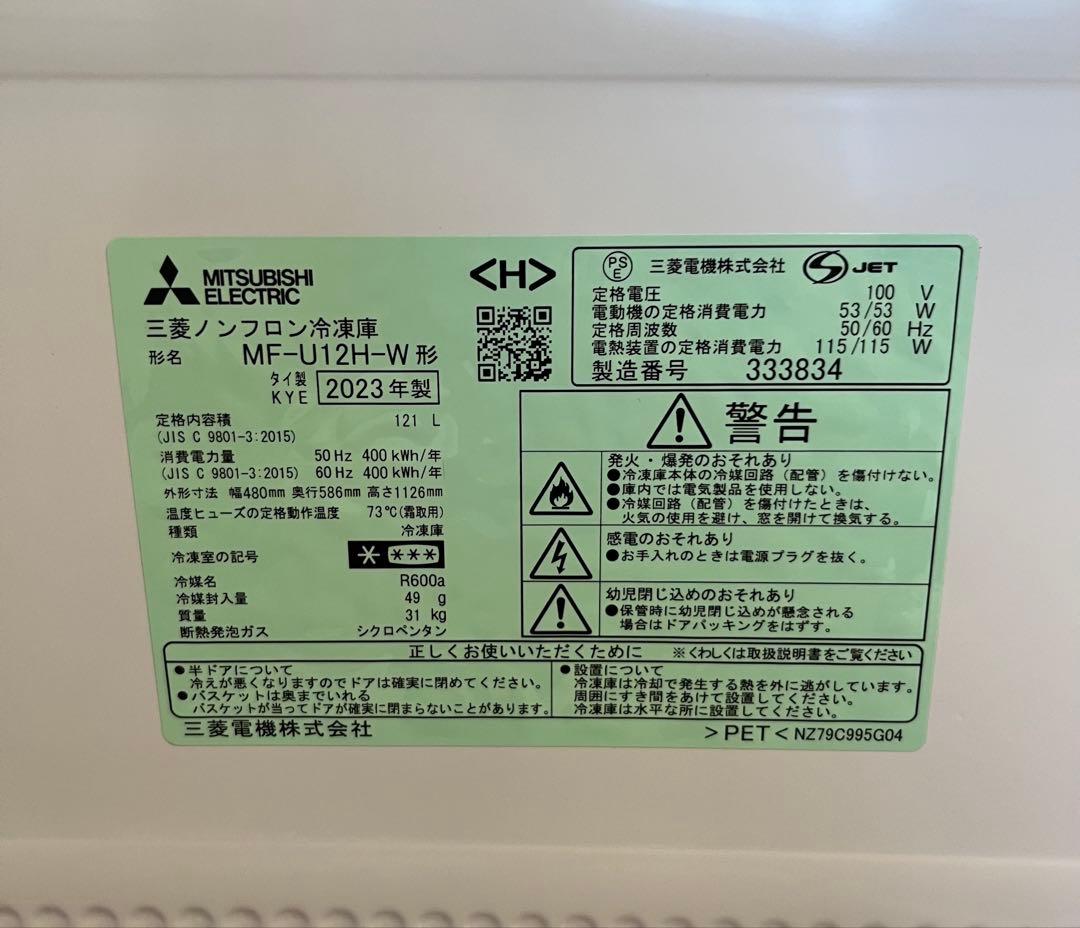 MITSUBISHI
ELECTRIC
三菱ノンフロン冷凍庫
形名 MF-U12H-W 形
タイ製
KYE 2023年製
定格内容積 121 L
(JIS C 9801-3:2015)
消費電力量 50Hz 400kWh/年
(JIS C 9801-3:2015) 60Hz 400kWh/年
外形寸法 幅480mm 奥行586mm 高さ1126mm
温度ヒューズの定格動作温度 73℃(霜取用)
種類 冷凍庫
冷凍室の記号 * ***
冷媒名 R600a
冷媒封入量 49 g
質量 31 kg
断熱発泡ガス シクロペンタン
<H>
PS
E
三菱電機株式会社 S JET
定格電圧 100 V
電動機の定格消費電力 53/53 W
定格周波数 50/60 Hz
電熱装置の定格消費電力 115/115 W
製造番号 333834
警告
発火・爆発のおそれあり
●冷凍庫本体の冷媒回路（配管）を傷付けない。
●庫内では電気製品を使用しない。
●冷媒回路（配管）を傷付けたときは、
火気の使用を避け、窓を開けて換気する。
感電のおそれあり
●お手入れのときは電源プラグを抜く。
幼児閉じ込めのおそれあり
●保管時に幼児閉じ込めが懸念される
場合はドアパッキングをはずす。
正しくお使いいただくために ※くわしくは取扱説明書をご覧ください
●半ドアについて
冷えが悪くなりますのでドアは確実に閉めてください。
●バスケットは奥までいれる
バスケットが当ってドアが確実に閉まらないことがあります。
●設置について
冷凍庫は冷却で発生する熱を外に逃がしています。
周囲にすき間をあけて設置してください。
冷凍庫は水平な所に設置してください。
三菱電機株式会社
>PET< NZ79C995G04